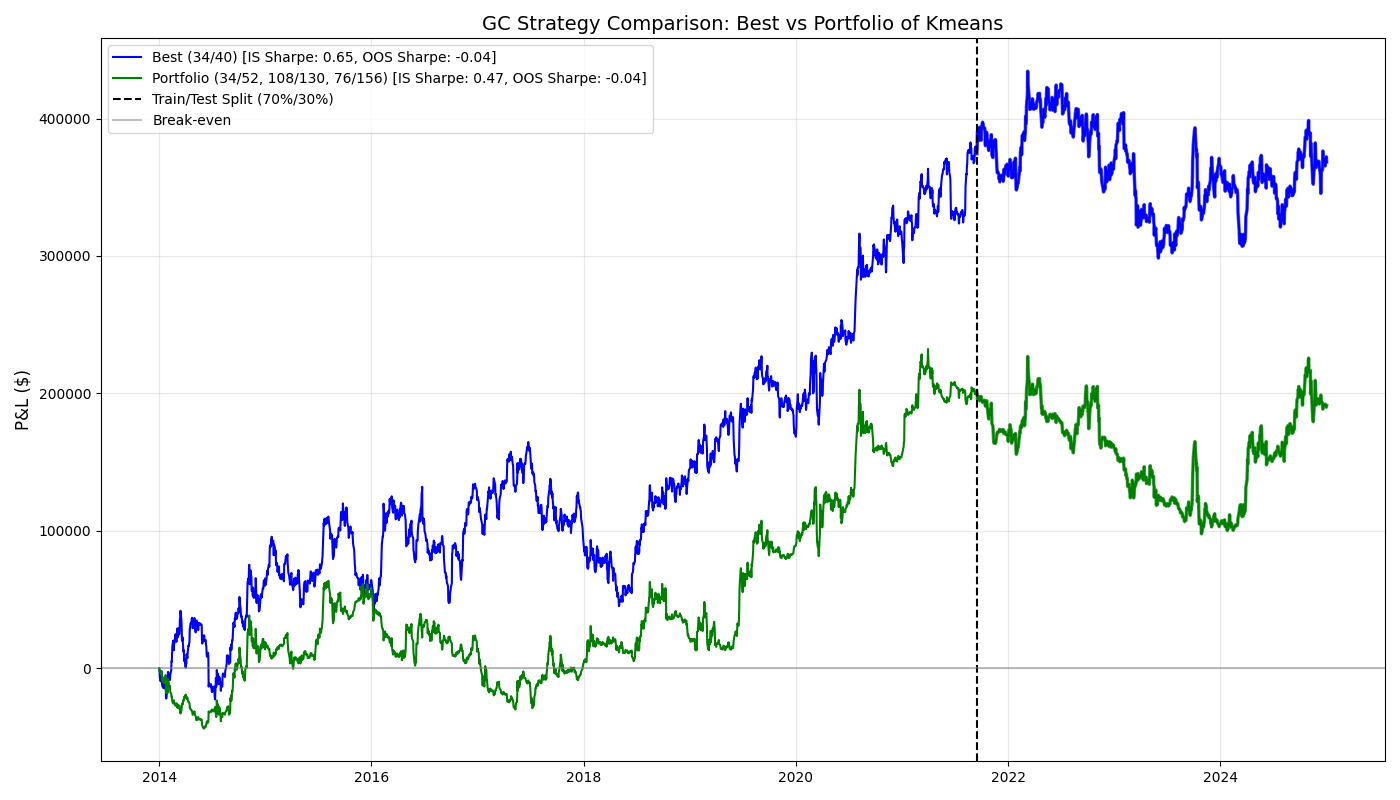 GC Strategy Comparison: Best vs Portfolio of Kmeans
Best (34/40) [IS Sharpe: 0.65, OOS Sharpe: -0.04]
Portfolio (34/52, 108/130, 76/156) [IS Sharpe: 0.47, OOS Sharpe: -0.04]
Train/Test Split (70%/30%)
Break-even
P&L ($)
400000
300000
200000
100000
0
2014 2016 2018 2020 2022 2024